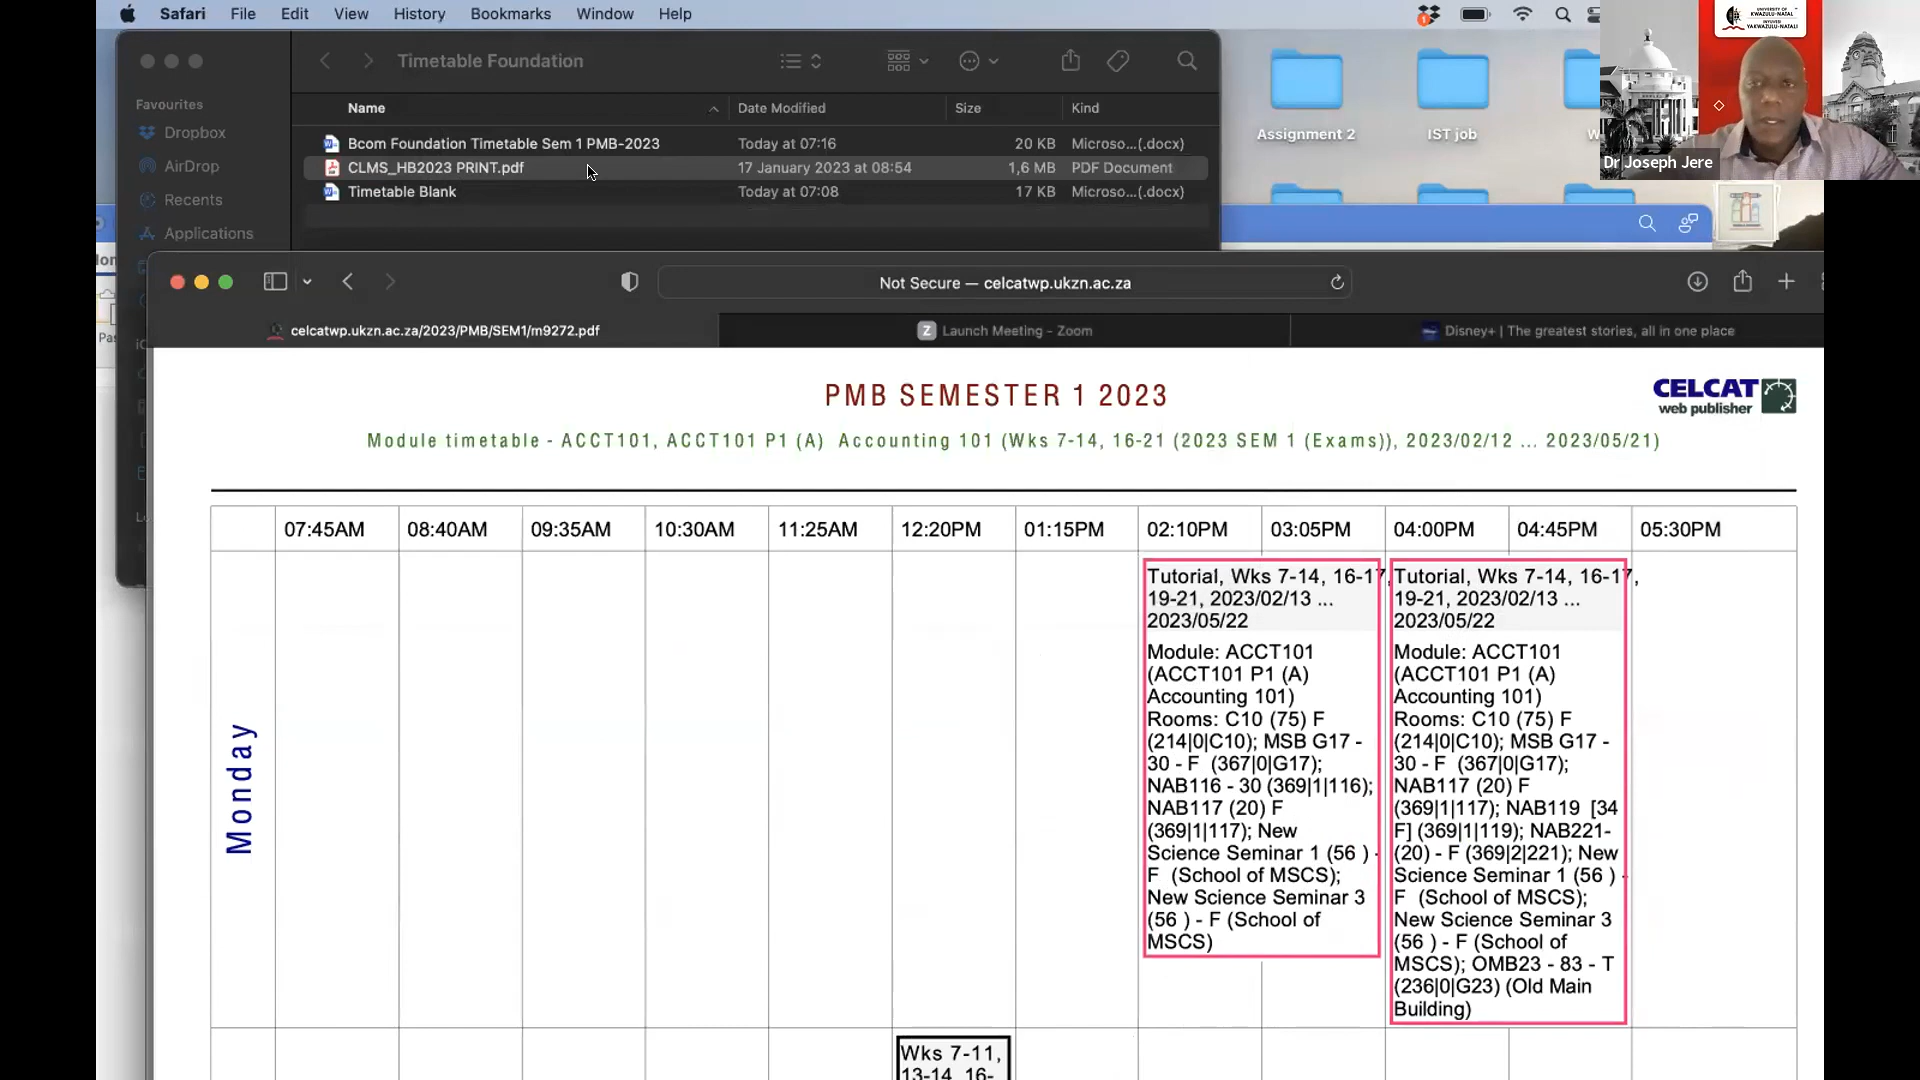 Safari File Edit View History Bookmarks Window Help
1
UNIVERSITY OF
KWAZULU-NATAL
INYUVESI
YAKWAZULU-NATALI
Timetable Foundation
Favourites
Dropbox
AirDrop
Recents
Applications
Name Date Modified Size Kind
Bcom Foundation Timetable Sem 1 PMB-2023 Today at 07:16 20 KB Microso...(.docx)
CLMS_HB2023 PRINT.pdf 17 January 2023 at 08:54 1,6 MB PDF Document
Timetable Blank Today at 07:08 17 KB Microso...(.docx)
Assignment 2
IST job
W
Dr Joseph Jere
Pas
Lo
Not Secure — celcatwp.ukzn.ac.za
celcatwp.ukzn.ac.za/2023/PMB/SEM1/m9272.pdf
Z Launch Meeting - Zoom
Disney+ | The greatest stories, all in one place
PMB SEMESTER 1 2023
CELCAT
web publisher
Module timetable - ACCT101, ACCT101 P1 (A) Accounting 101 (Wks 7-14, 16-21 (2023 SEM 1 (Exams)), 2023/02/12 ... 2023/05/21)
07:45AM 08:40AM 09:35AM 10:30AM 11:25AM 12:20PM 01:15PM 02:10PM 03:05PM 04:00PM 04:45PM 05:30PM
Monday
Tutorial, Wks 7-14, 16-17,
19-21, 2023/02/13 ...
2023/05/22
Module: ACCT101
(ACCT101 P1 (A)
Accounting 101)
Rooms: C10 (75) F
(214|0|C10); MSB G17 -
30 - F (367|0|G17);
NAB116 - 30 (369|1|116);
NAB117 (20) F
(369|1|117); New
Science Seminar 1 (56 ) -
F (School of MSCS);
New Science Seminar 3
(56 ) - F (School of
MSCS)
Tutorial, Wks 7-14, 16-17,
19-21, 2023/02/13 ...
2023/05/22
Module: ACCT101
(ACCT101 P1 (A)
Accounting 101)
Rooms: C10 (75) F
(214|0|C10); MSB G17 -
30 - F (367|0|G17);
NAB117 (20) F
(369|1|117); NAB119 [34
F] (369|1|119); NAB221-
(20) - F (369|2|221); New
Science Seminar 1 (56 ) -
F (School of MSCS);
New Science Seminar 3
(56 ) - F (School of
MSCS); OMB23 - 83 - T
(236|0|G23) (Old Main
Building)
Wks 7-11,
13-14, 16-